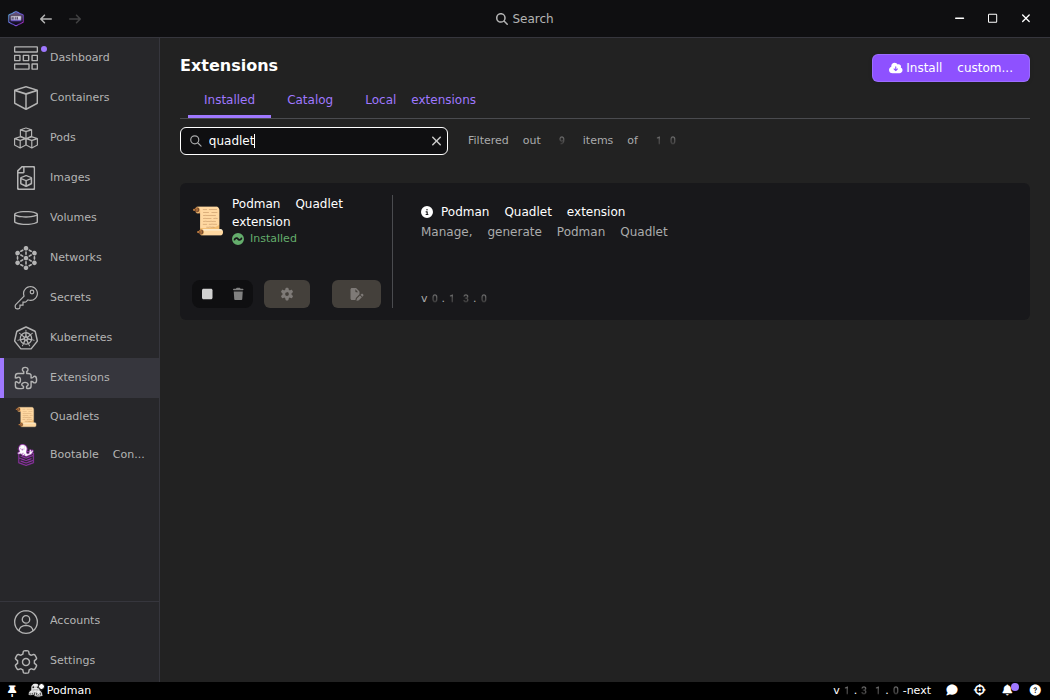 Search
Dashboard
Containers
Pods
Images
Volumes
Networks
Secrets
Kubernetes
Extensions
Quadlets
Bootable Con...
Accounts
Settings
Extensions
Install custom...
Installed Catalog Local extensions
quadlet
Filtered out 9 items of 10
Podman Quadlet
extension
Installed
Podman Quadlet extension
Manage, generate Podman Quadlet
v0.13.0
Podman
v1.31.0-next